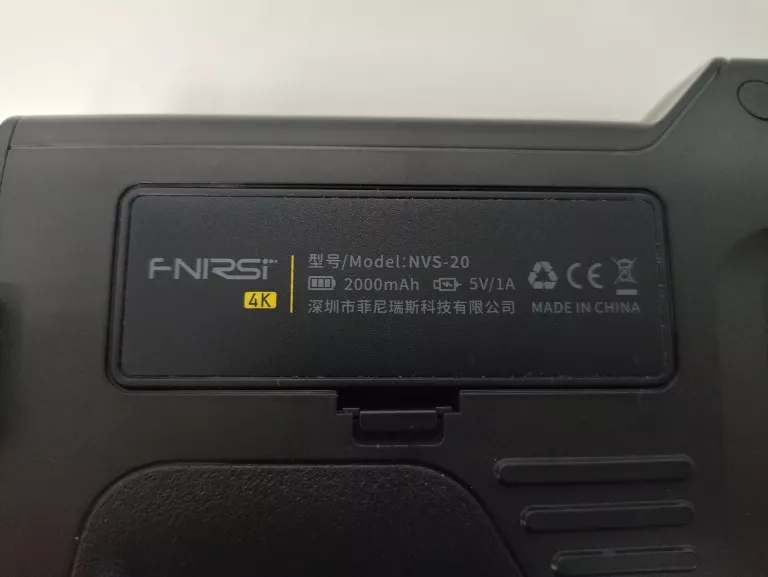 FNIRSI
4K
型号/Model:NVS-20
2000mAh 5V/1A
深圳市菲尼瑞斯科技有限公司
CE
MADE IN CHINA